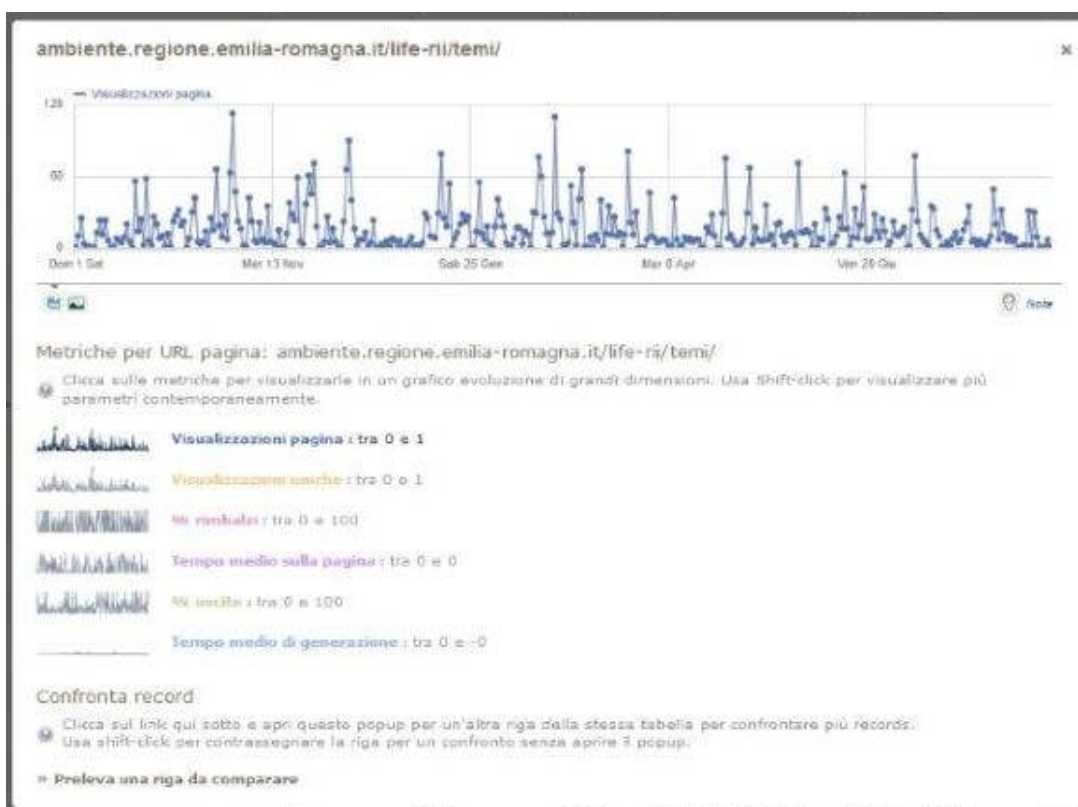 ambiente.regione.emilia-romagna.it/life-rii/temi/
×
Visualizzazioni pagina
120
60
0
Dom 1 Set
Mer 13 Nov
Sab 25 Gen
Mar 8 Apr
Ven 20 Giu
Note
Metriche per URL pagina: ambiente.regione.emilia-romagna.it/life-rii/temi/
Clicca sulle metriche per visualizzarle in un grafico evoluzione di grandi dimensioni. Usa Shift-click per visualizzare più
parametri contemporaneamente.
Visualizzazioni pagina : tra 0 e 1
Visualizzazioni uniche : tra 0 e 1
% rimbalzi : tra 0 e 100
Tempo medio sulla pagina : tra 0 e 0
% uscite : tra 0 e 100
Tempo medio di generazione : tra 0 e -0
Confronta record
Clicca sul link qui sotto e apri questo popup per un'altra riga della stessa tabella per confrontare più records.
Usa shift-click per contrassegnare la riga per un confronto senza aprire il popup.
» Preleva una riga da comparare